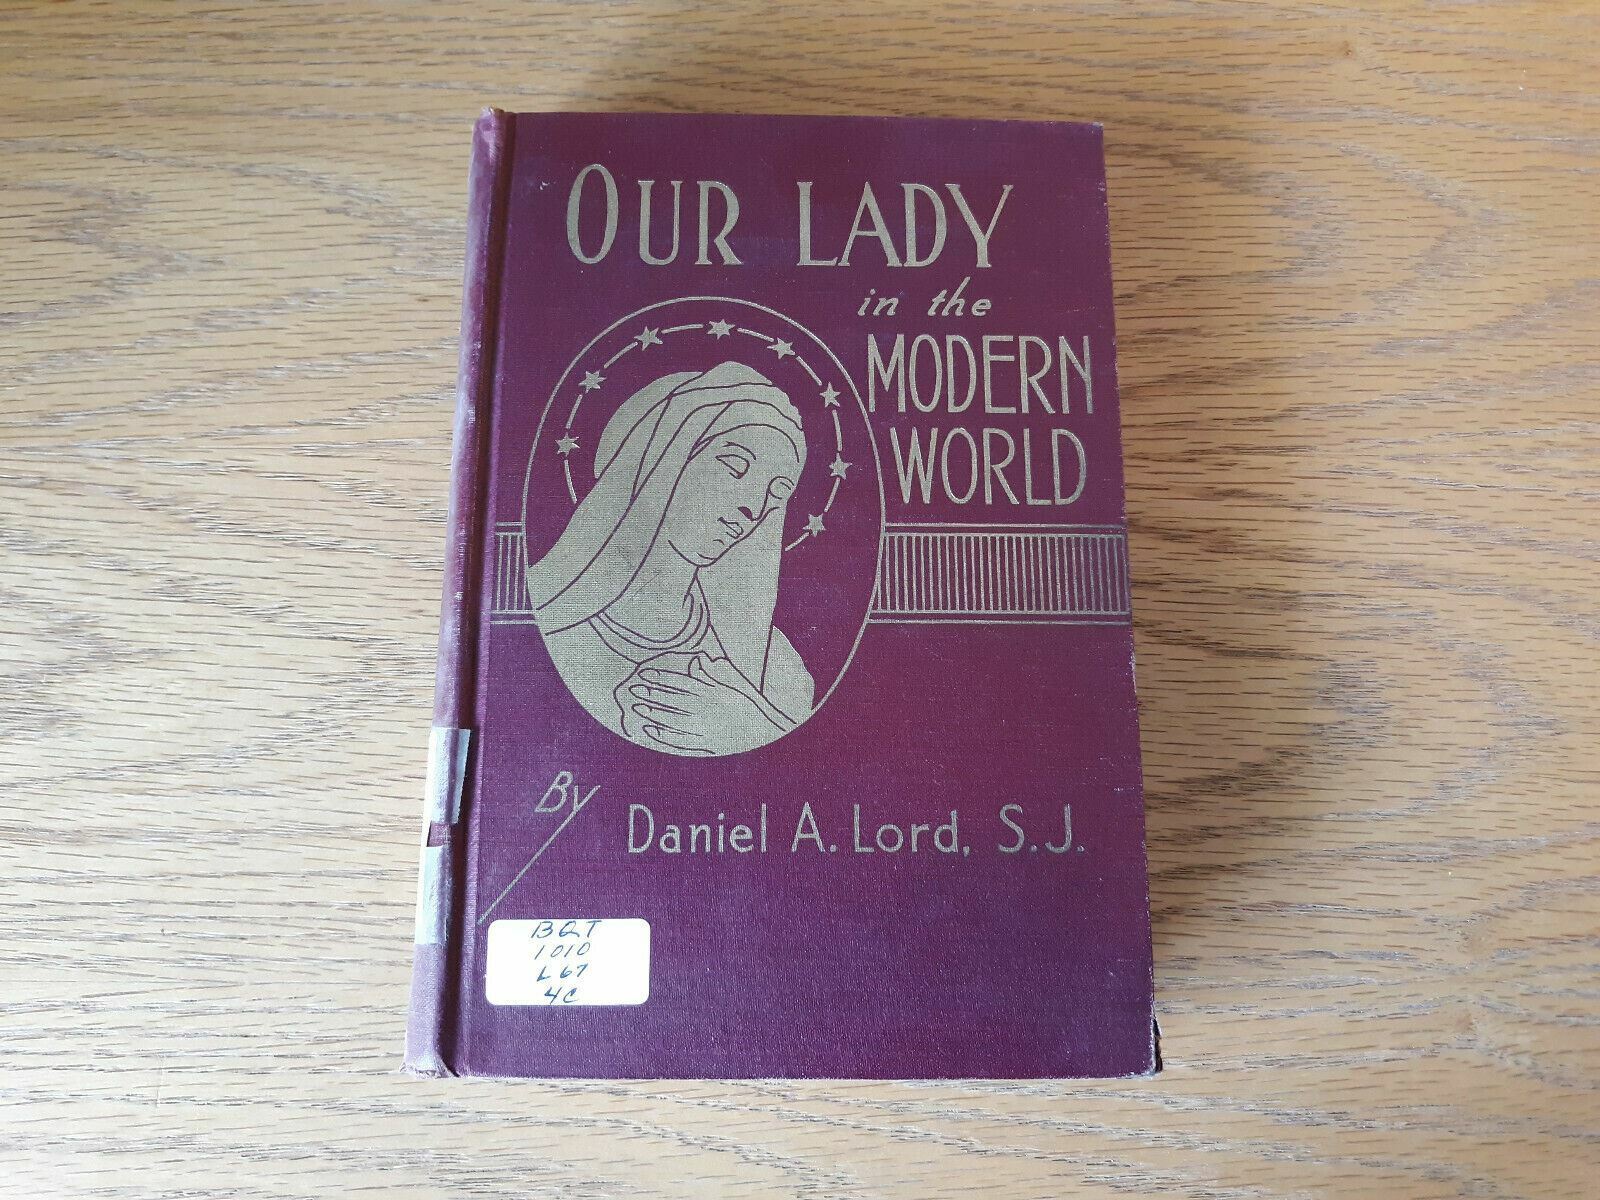 OUR LADY
in the
MODERN
WORLD
By
Daniel A. Lord, S.J.
BQT
1010
L67
4C